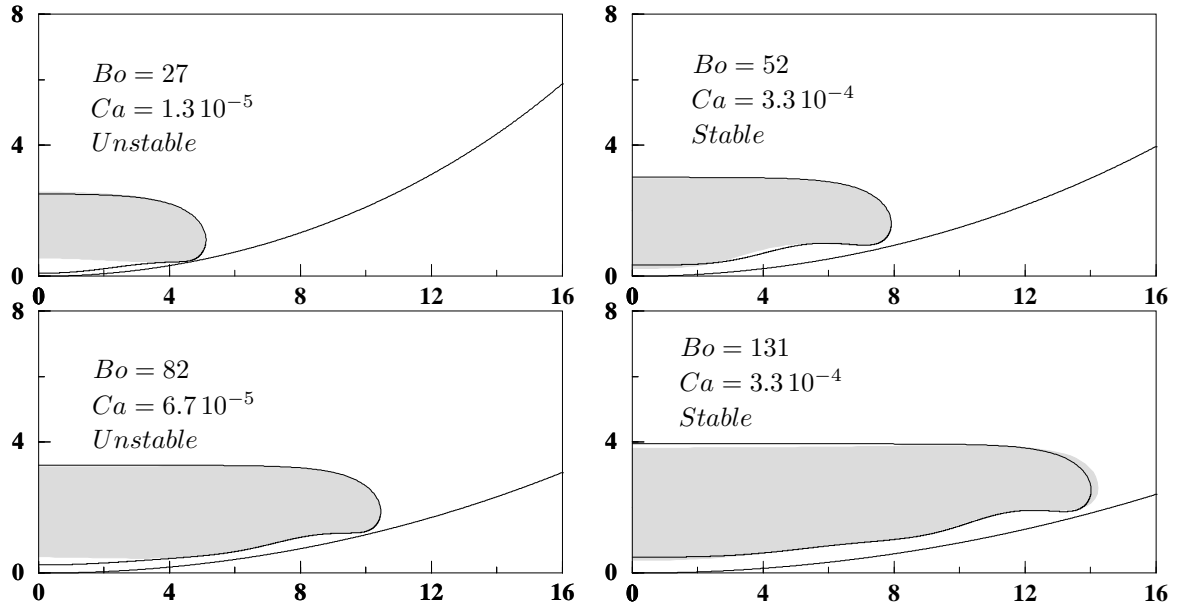 8
Bo = 27
Ca = 1.3 10^{-5}
Unstable
4
0
0 4 8 12 16
8
Bo = 52
Ca = 3.3 10^{-4}
Stable
4
0
0 4 8 12 16
8
Bo = 82
Ca = 6.7 10^{-5}
Unstable
4
0
0 4 8 12 16
8
Bo = 131
Ca = 3.3 10^{-4}
Stable
4
0
0 4 8 12 16